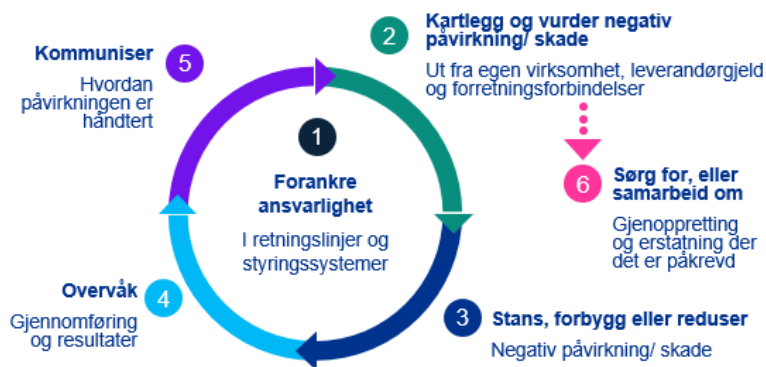 1
Forankre
ansvarlighet
I retningslinjer og
styringssystemer
2
Kartlegg og vurder negativ
påvirkning/ skade
Ut fra egen virksomhet, leverandørgjeld
og forretningsforbindelser
3
Stans, forbygg eller reduser
Negativ påvirkning/ skade
4
Overvåk
Gjennomføring
og resultater
5
Kommuniser
Hvordan
påvirkningen er
håndtert
6
Sørg for, eller
samarbeid om
Gjenoppretting
og erstatning der
det er påkrevd